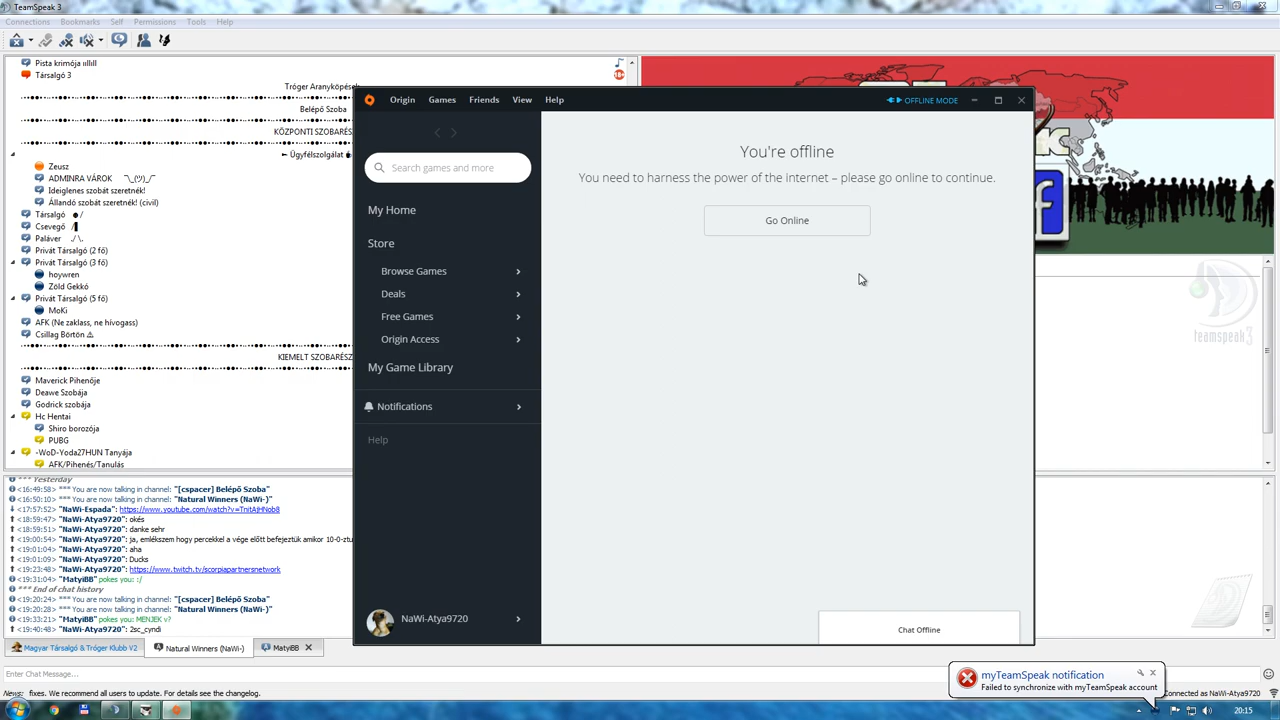 TeamSpeak 3
Connections Bookmarks Self Permissions Tools Help
Pista krimója ıılıll
Társalgó 3
Tróger Aranyköpések
Belépő Szoba
KÖZPONTI SZOBARÉS
← Ügyfélszolgálat
Zeusz
ADMINRA VÁROK ¯\_(ツ)_/¯
Ideiglenes szobát szeretnék!
Állandó szobát szeretnék! (civil)
Társalgó
Csevegő
Paláver
Privát Társalgó (2 fő)
Privát Társalgó (3 fő)
hoywren
Zöld Gekkó
Privát Társalgó (5 fő)
MoKi
AFK (Ne zaklass, ne hívogass)
Csillag Börtön ⚠
KIEMELT SZOBARÉSZ
Maverick Pihenője
Deawe Szobája
Godrick szobája
Hc Hentai
Shiro borozója
PUBG
-WoD-Yoda27HUN Tanyája
AFK/Pihenés/Tanulás
Origin Games Friends View Help
OFFLINE MODE
Search games and more
My Home
Store
Browse Games
Deals
Free Games
Origin Access
My Game Library
Notifications
Help
NaWi-Atya9720
You're offline
You need to harness the power of the internet – please go online to continue.
Go Online
Chat Offline
teamspeak3
*** Yesterday
<16:49:58> *** You are now talking in channel: "[cspacer] Belépő Szoba"
<16:50:10> *** You are now talking in channel: "Natural Winners (NaWi-)"
<17:57:52> "NaWi-Espada": https://www.youtube.com/watch?v=TnitAjHNob8
<18:59:47> "NaWi-Atya9720": okés
<18:59:51> "NaWi-Atya9720": danke sehr
<19:00:54> "NaWi-Atya9720": ja, emlékszem hogy percekkel a vége előtt befejeztük amikor 10-0-ztu
<19:01:04> "NaWi-Atya9720": aha
<19:01:09> "NaWi-Atya9720": Ducks
<19:23:48> "NaWi-Atya9720": https://www.twitch.tv/scorpiapartnersnetwork
<19:31:04> "MatyiBB" pokes you: :/
*** End of chat history
<19:20:24> *** You are now talking in channel: "[cspacer] Belépő Szoba"
<19:20:28> *** You are now talking in channel: "Natural Winners (NaWi-)"
<19:33:21> "MatyiBB" pokes you: MENJEK v?
<19:40:48> "NaWi-Atya9720": 2sc_cyndi
Magyar Társalgó & Tróger Klubb V2 Natural Winners (NaWi-) MatyiBB
Enter Chat Message...
News: fixes. We recommend all users to update. For details see the changelog.
Connected as NaWi-Atya9720
myTeamSpeak notification
Failed to synchronize with myTeamSpeak account
20:15